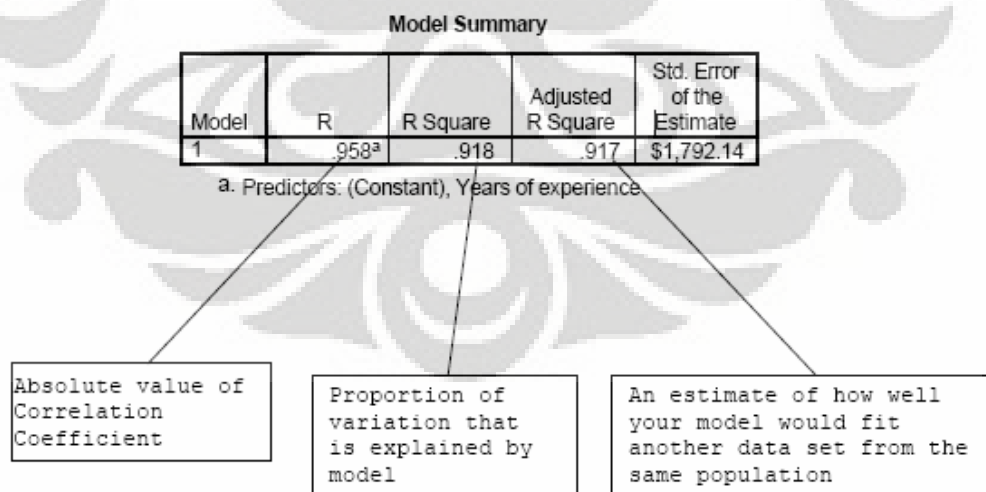 Model Summary
Model R R Square Adjusted R Square Std. Error of the Estimate
1 .958a .918 .917 $1,792.14
a. Predictors: (Constant), Years of experience
Absolute value of
Correlation
Coefficient
Proportion of
variation that
is explained by
model
An estimate of how well
your model would fit
another data set from the
same population